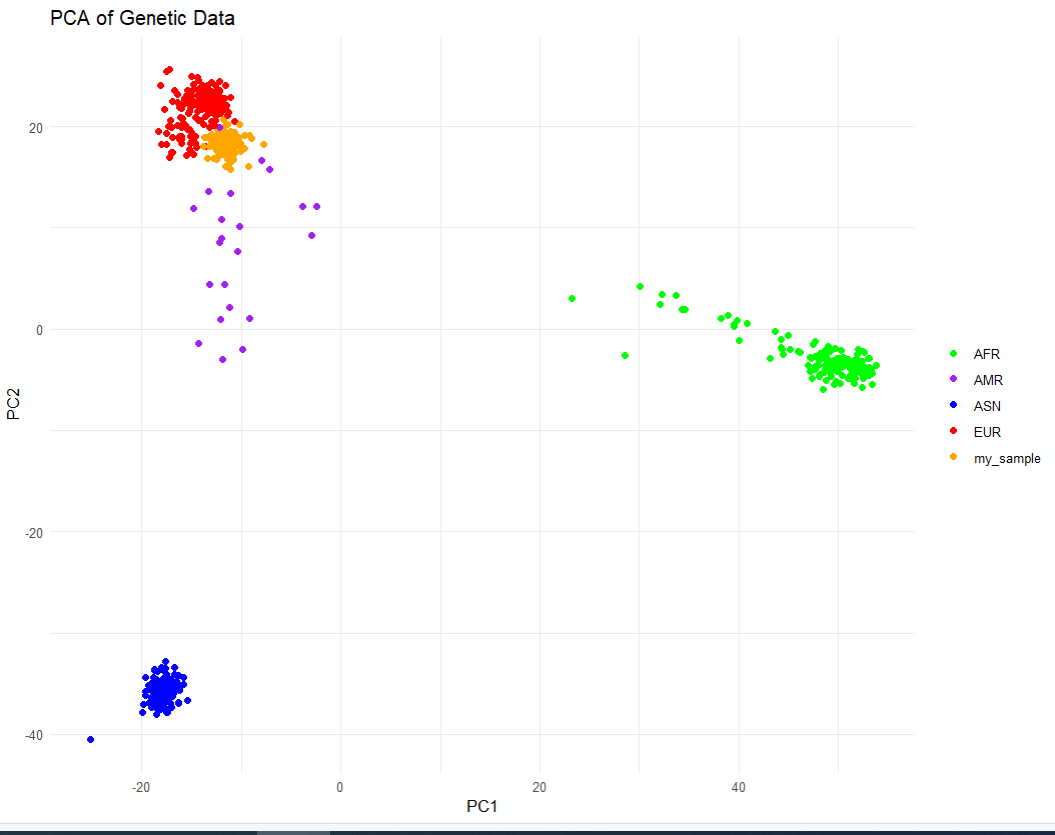 PCA of Genetic Data
20
0
-20
-40
PC2
-20
0
20
40
PC1
AFR
AMR
ASN
EUR
my_sample